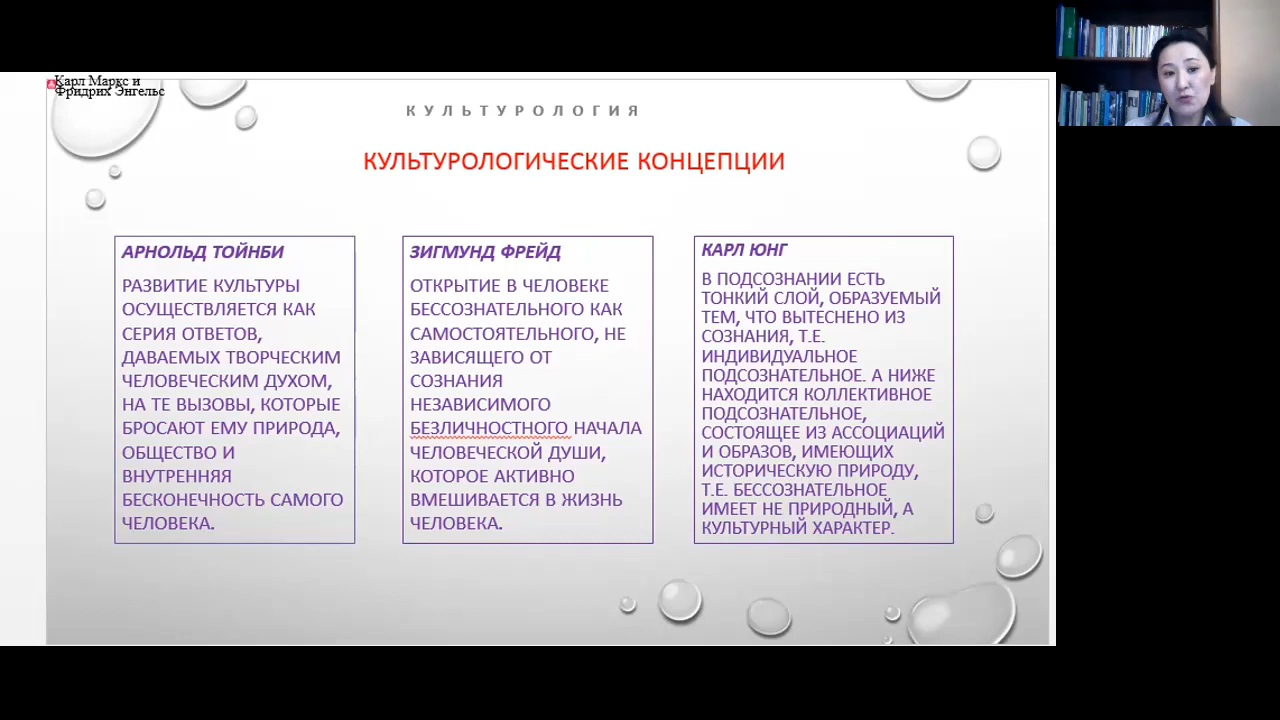 Карл Маркс и
Фридрих Энгельс
КУЛЬТУРОЛОГИЯ
КУЛЬТУРОЛОГИЧЕСКИЕ КОНЦЕПЦИИ
АРНОЛЬД ТОЙНБИ
РАЗВИТИЕ КУЛЬТУРЫ
ОСУЩЕСТВЛЯЕТСЯ КАК
СЕРИЯ ОТВЕТОВ,
ДАВАЕМЫХ ТВОРЧЕСКИМ
ЧЕЛОВЕЧЕСКИМ ДУХОМ,
НА ТЕ ВЫЗОВЫ, КОТОРЫЕ
БРОСАЮТ ЕМУ ПРИРОДА,
ОБЩЕСТВО И
ВНУТРЕННЯЯ
БЕСКОНЕЧНОСТЬ САМОГО
ЧЕЛОВЕКА.
ЗИГМУНД ФРЕЙД
ОТКРЫТИЕ В ЧЕЛОВЕКЕ
БЕССОЗНАТЕЛЬНОГО КАК
САМОСТОЯТЕЛЬНОГО, НЕ
ЗАВИСЯЩЕГО ОТ
СОЗНАНИЯ
НЕЗАВИСИМОГО
БЕЗЛИЧНОСТНОГО НАЧАЛА
ЧЕЛОВЕЧЕСКОЙ ДУШИ,
КОТОРОЕ АКТИВНО
ВМЕШИВАЕТСЯ В ЖИЗНЬ
ЧЕЛОВЕКА.
КАРЛ ЮНГ
В ПОДСОЗНАНИИ ЕСТЬ
ТОНКИЙ СЛОЙ, ОБРАЗУЕМЫЙ
ТЕМ, ЧТО ВЫТЕСНЕНО ИЗ
СОЗНАНИЯ, Т.Е.
ИНДИВИДУАЛЬНОЕ
ПОДСОЗНАТЕЛЬНОЕ. А НИЖЕ
НАХОДИТСЯ КОЛЛЕКТИВНОЕ
ПОДСОЗНАТЕЛЬНОЕ,
СОСТОЯЩЕЕ ИЗ АССОЦИАЦИЙ
И ОБРАЗОВ, ИМЕЮЩИХ
ИСТОРИЧЕСКУЮ ПРИРОДУ,
Т.Е. БЕССОЗНАТЕЛЬНОЕ
ИМЕЕТ НЕ ПРИРОДНЫЙ, А
КУЛЬТУРНЫЙ ХАРАКТЕР.